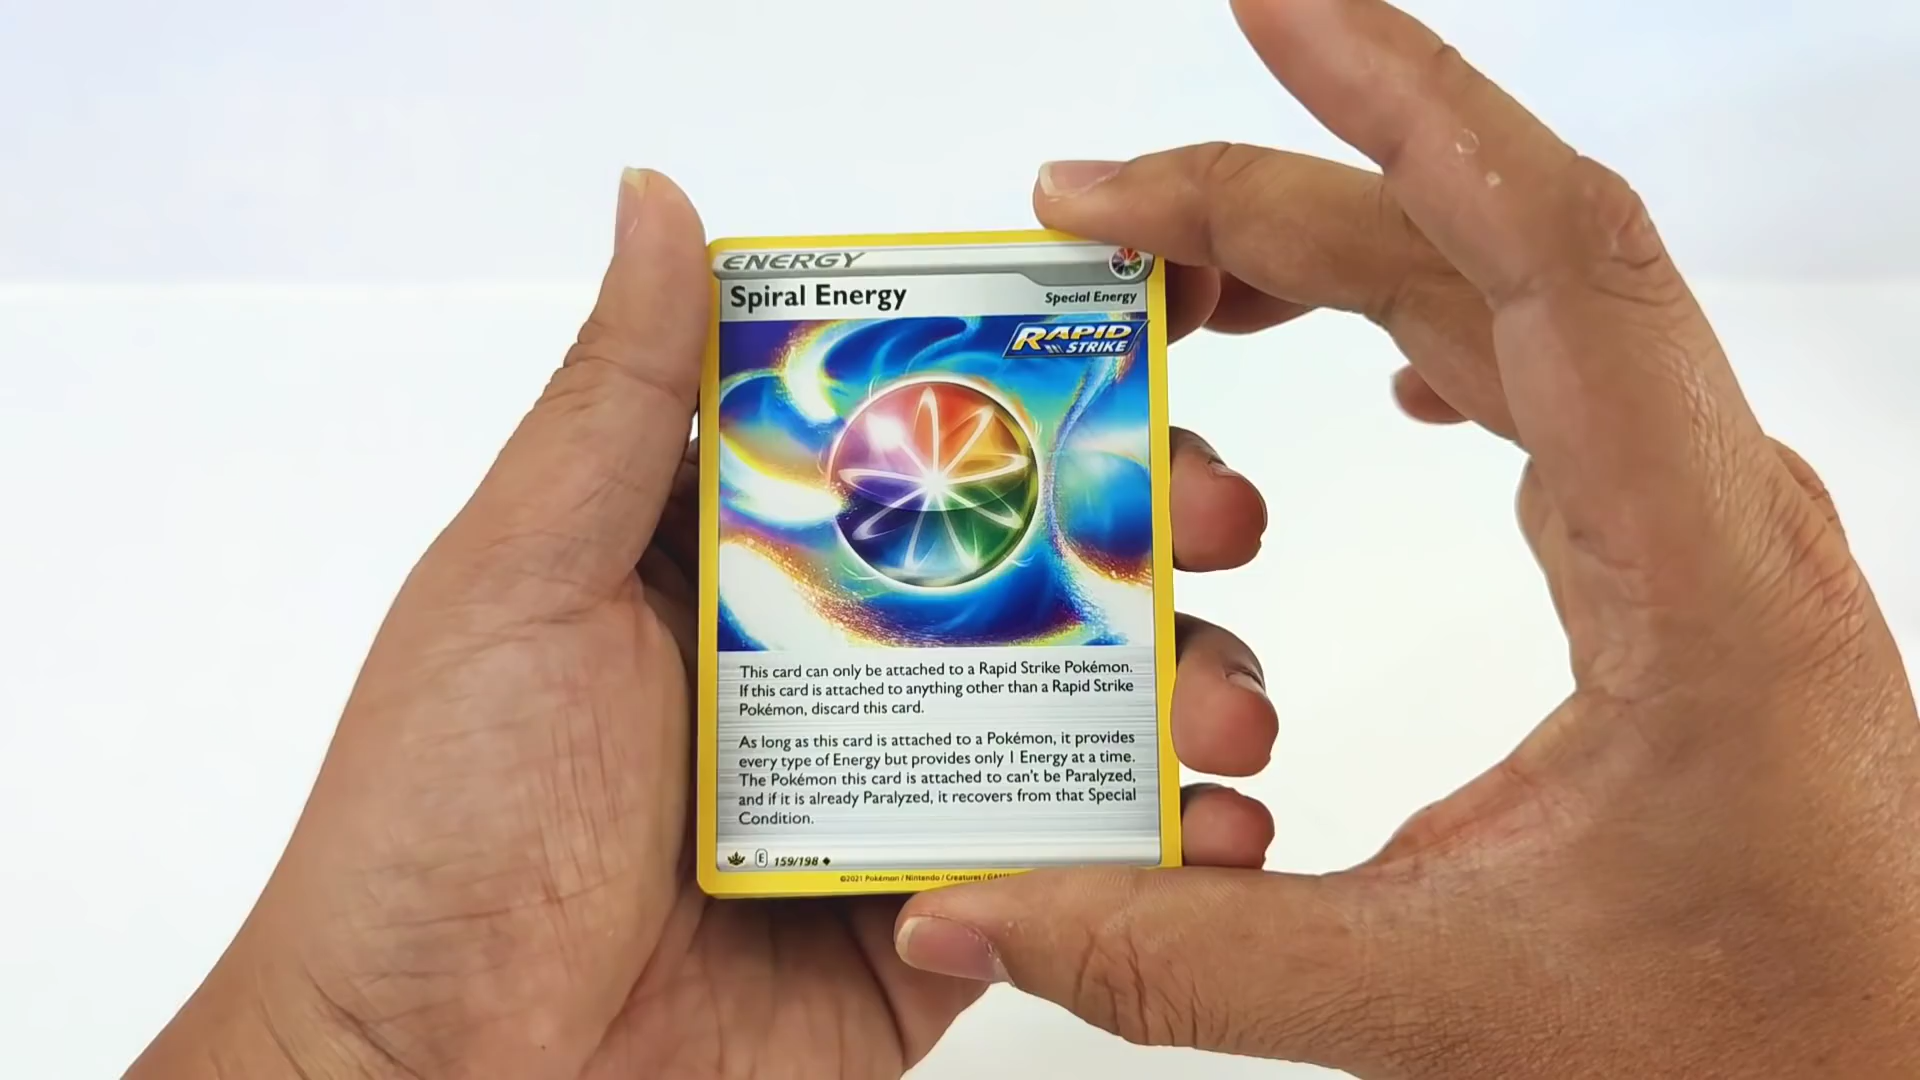 ENERGY
Spiral Energy
Special Energy
RAPID
STRIKE
This card can only be attached to a Rapid Strike Pokémon.
If this card is attached to anything other than a Rapid Strike
Pokémon, discard this card.
As long as this card is attached to a Pokémon, it provides
every type of Energy but provides only 1 Energy at a time.
The Pokémon this card is attached to can't be Paralyzed,
and if it is already Paralyzed, it recovers from that Special
Condition.
E 159/198
©2021 Pokémon / Nintendo / Creatures /